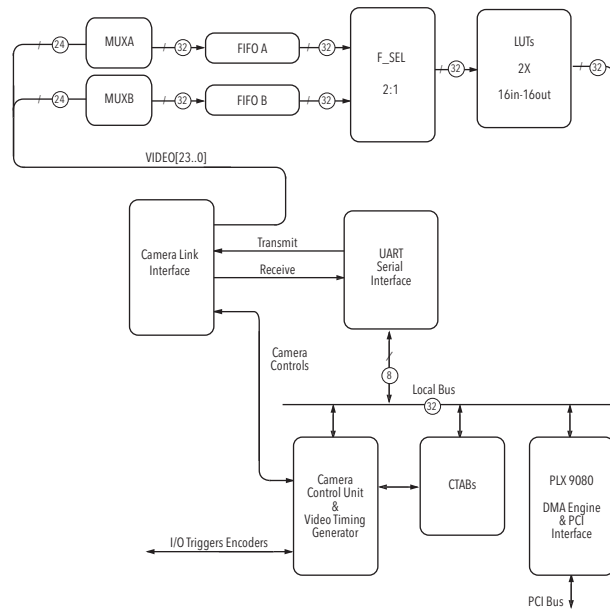 24
MUXA
32
FIFO A
32
F_SEL
2:1
32
LUTs
2X
16in-16out
32
24
MUXB
32
FIFO B
32
VIDEO[23..0]
Camera Link
Interface
Transmit
Receive
UART
Serial
Interface
Camera
Controls
8
Local Bus
32
Camera
Control Unit
&
Video Timing
Generator
CTABs
PLX 9080
DMA Engine
& PCI
Interface
I/O Triggers Encoders
PCI Bus